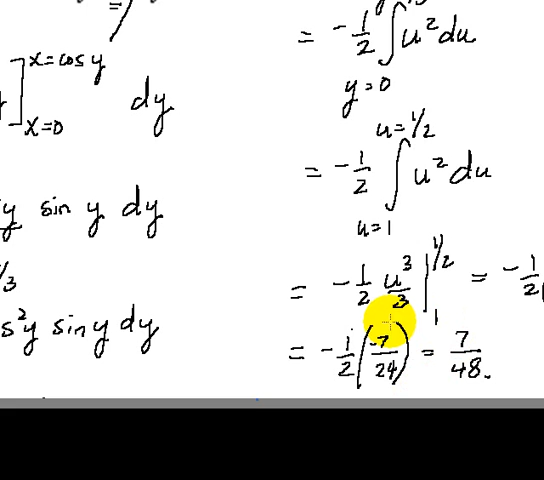 ]x=cos y
x=0
dy
y sin y dy
/3
s²y sin y dy
= -1/2 ∫ u² du
y=0
u=1/2
= -1/2 ∫ u² du
u=1
= -1/2 u³/3 |₁^1/2 = -1/2
= -1/2 (-7/24) = 7/48.